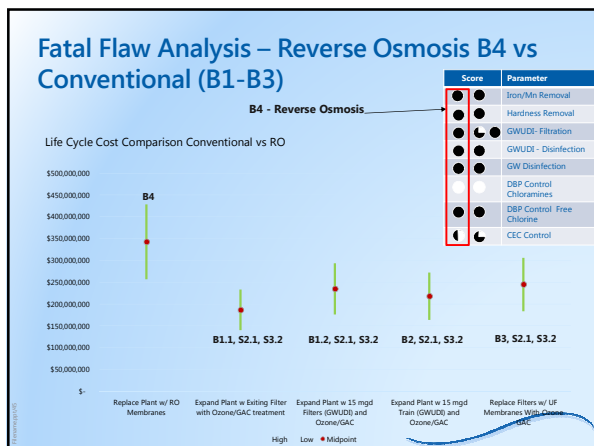 Fatal Flaw Analysis – Reverse Osmosis B4 vs
Conventional (B1-B3)
Score Parameter
Iron/Mn Removal
Hardness Removal
GWUDI- Filtration
GWUDI - Disinfection
GW Disinfection
DBP Control
Chloramines
DBP Control Free
Chlorine
CEC Control
B4 - Reverse Osmosis
Life Cycle Cost Comparison Conventional vs RO
$500,000,000
$450,000,000
$400,000,000
$350,000,000
$300,000,000
$250,000,000
$200,000,000
$150,000,000
$100,000,000
$50,000,000
$-
B4
B1.1, S2.1, S3.2
B1.2, S2.1, S3.2
B2, S2.1, S3.2
B3, S2.1, S3.2
Replace Plant w/ RO
Membranes
Expand Plant w Exiting Filter
with Ozone/GAC treatment
Expand Plant w 15 mgd
Filters (GWUDI) and
Ozone/GAC
Expand Plant w 15 mgd
Train (GWUDI) and
Ozone/GAC
Replace Filters w/ UF
Membranes With Ozone
GAC
High Low Midpoint